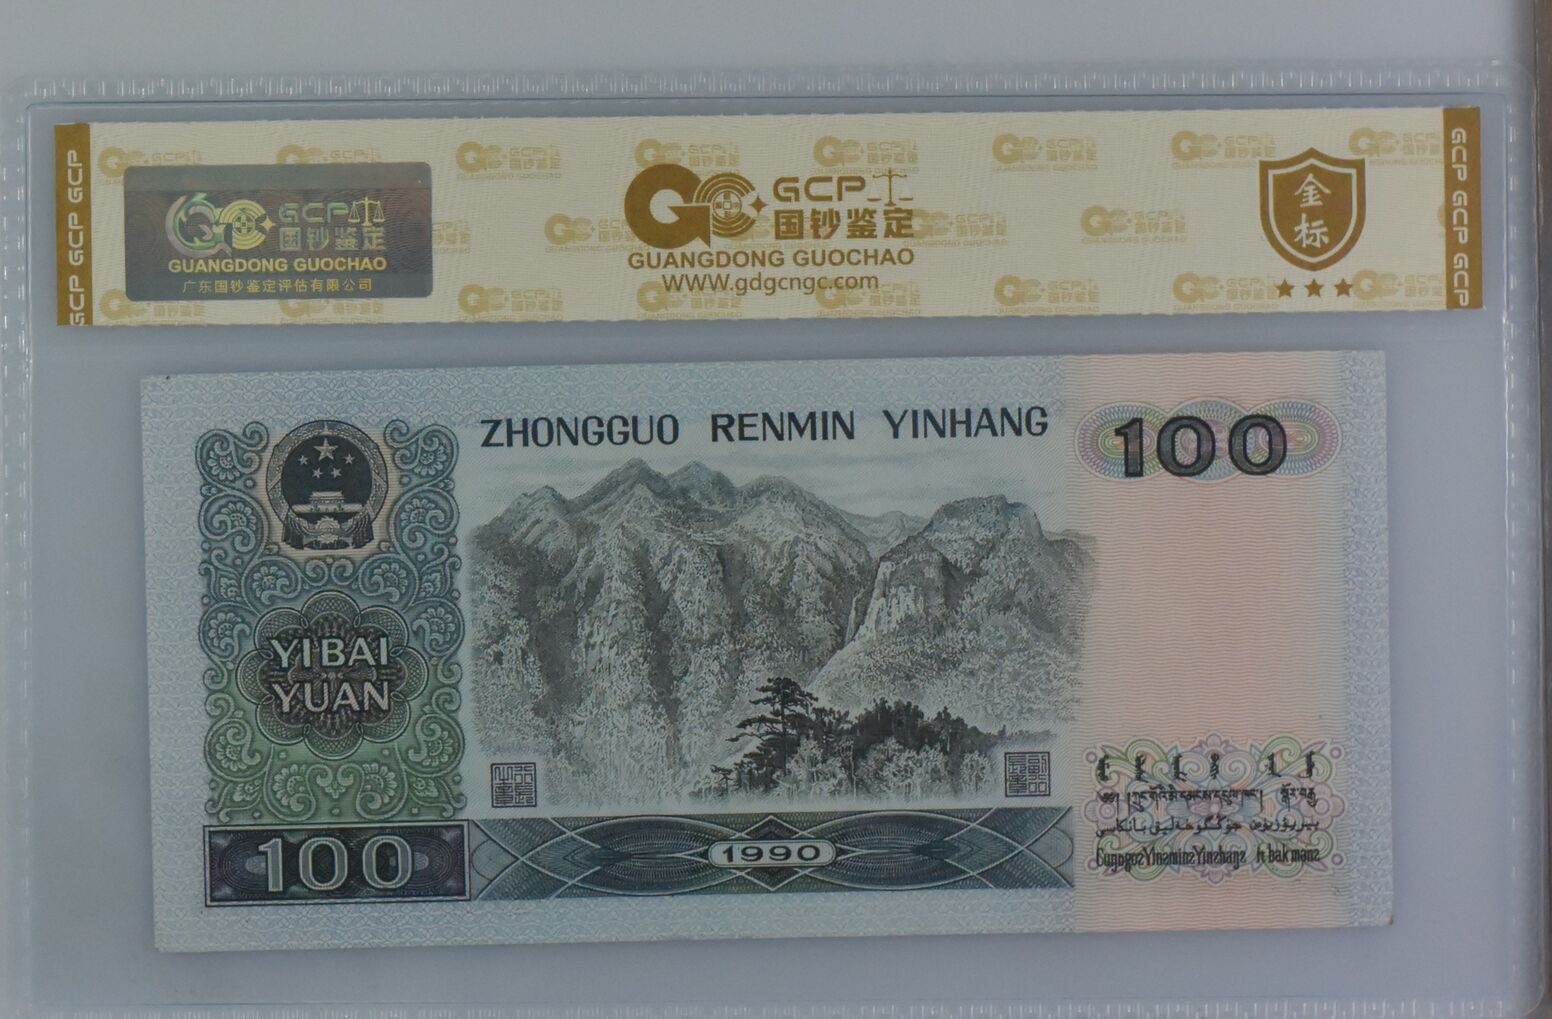 GCP GCP GCP
GCP
国钞鉴定
GUANGDONG GUOCHAO
广东国钞鉴定评估有限公司
GCP
国钞鉴定
GUANGDONG GUOCHAO
WWW.gdgcngc.com
金
标
GCP GCP GCP
ZHONGGUO RENMIN YINHANG
100
YI BAI
YUAN
100
1990